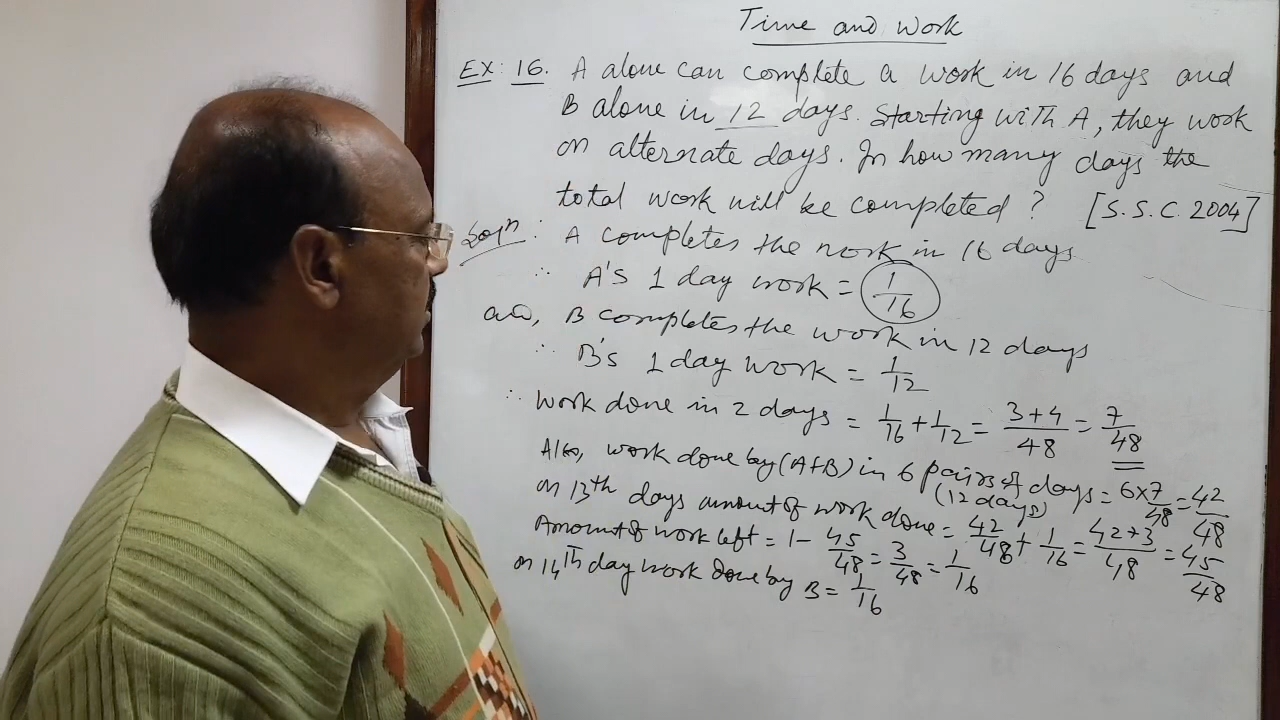 Time and Work
EX: 16. A alone can complete a work in 16 days and
B alone in 12 days. Starting with A, they work
on alternate days. In how many days the
total work will be completed ? [S.S.C. 2004]
Solⁿ : A completes the work in 16 days
∴ A's 1 day work = 1/16
and, B completes the work in 12 days
∴ B's 1 day work = 1/12
∴ Work done in 2 days = 1/16 + 1/12 = 3+4/48 = 7/48
Also, work done by (A+B) in 6 pairs of days = 6×7/48 = 42/48
(12 days)
on 13th days amount of work done = 42/48 + 1/16 = 42+3/48 = 45/48
Amount of work left = 1 - 45/48 = 3/48 = 1/16
on 14th day work done by B = 1/16